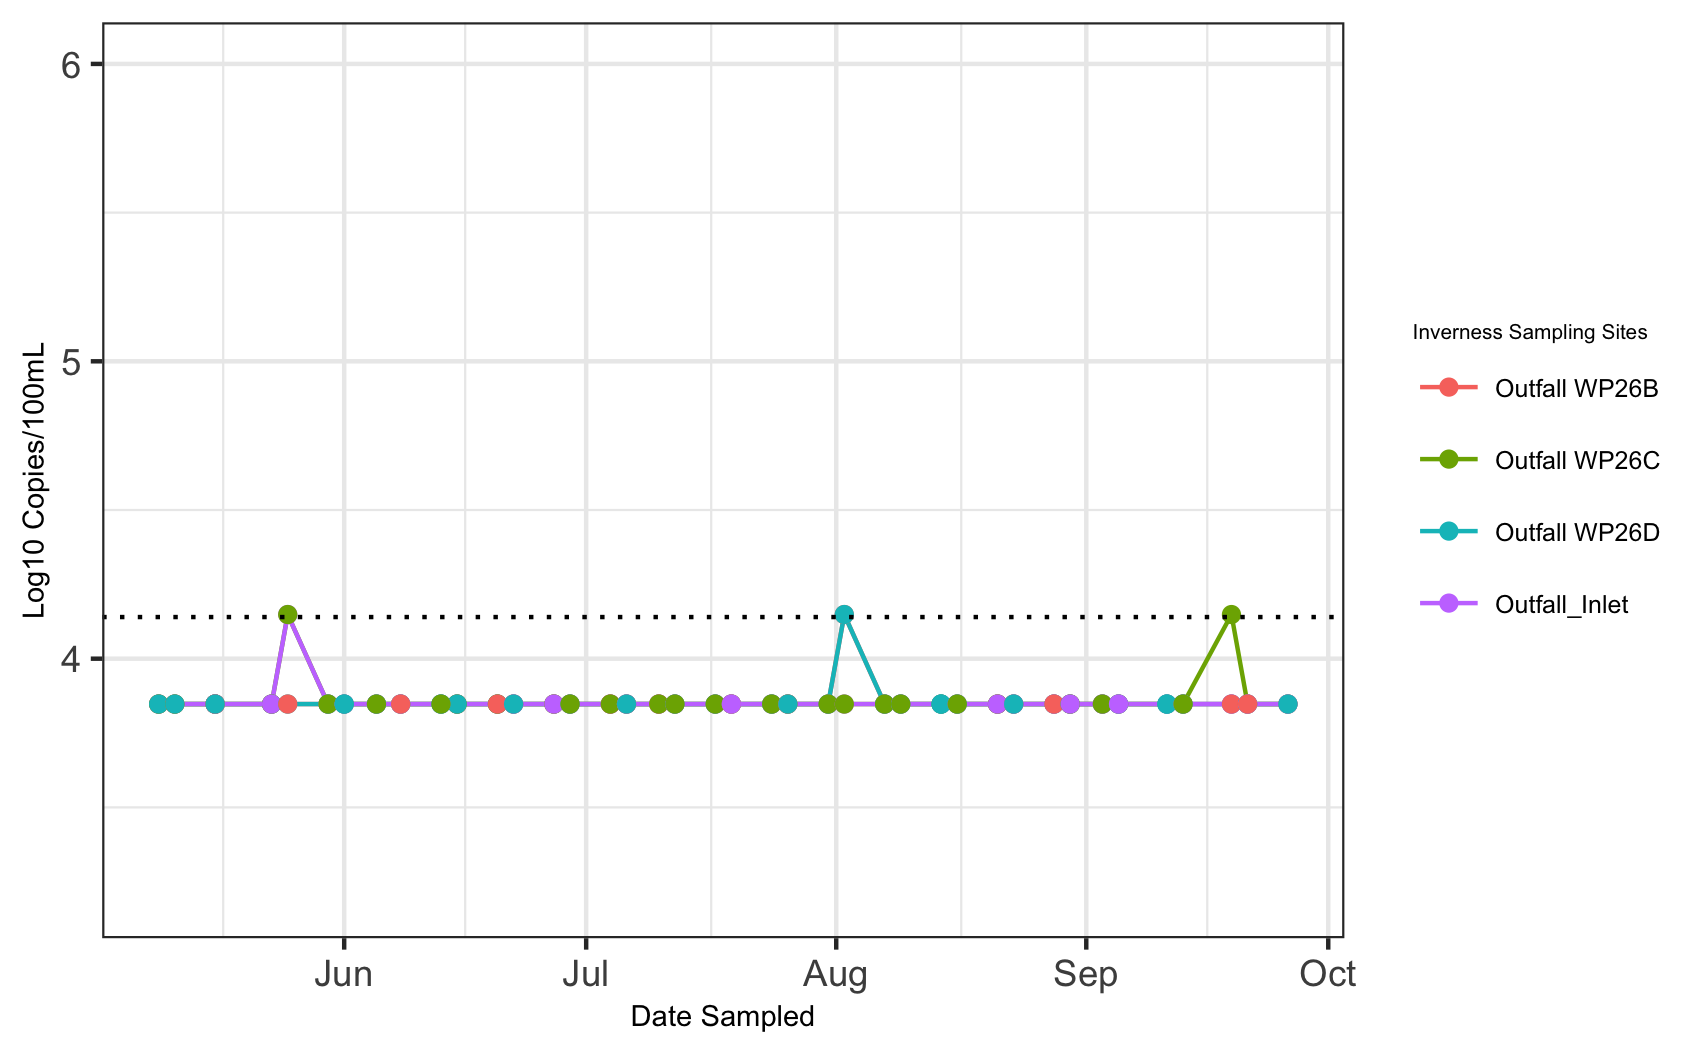 6
5
4
Log10 Copies/100mL
Jun Jul Aug Sep Oct
Date Sampled
Inverness Sampling Sites
Outfall WP26B
Outfall WP26C
Outfall WP26D
Outfall_Inlet